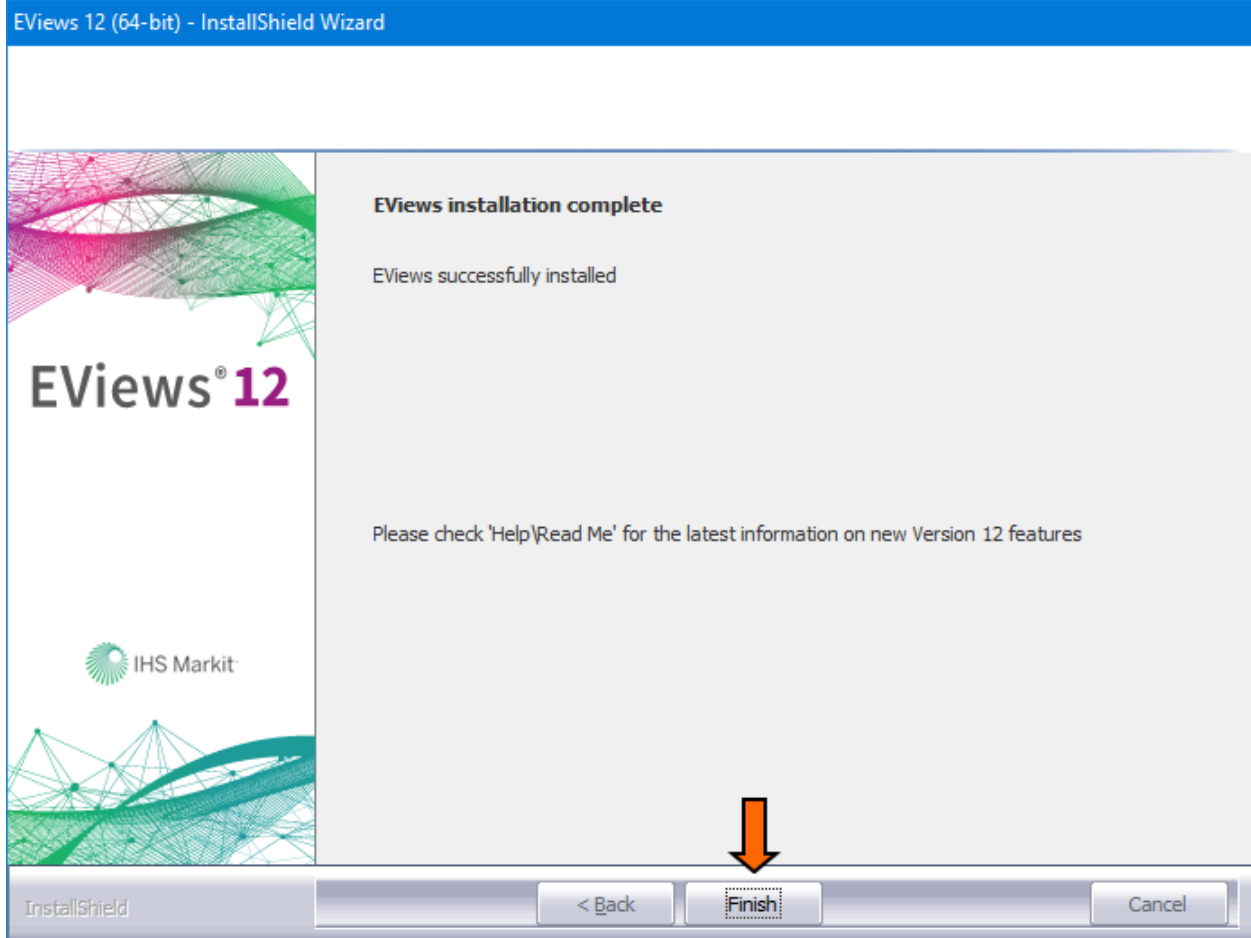 EViews 12 (64-bit) - InstallShield Wizard
EViews installation complete
EViews successfully installed
EViews®12
Please check 'Help\Read Me' for the latest information on new Version 12 features
IHS Markit
InstallShield
< Back
Finish
Cancel